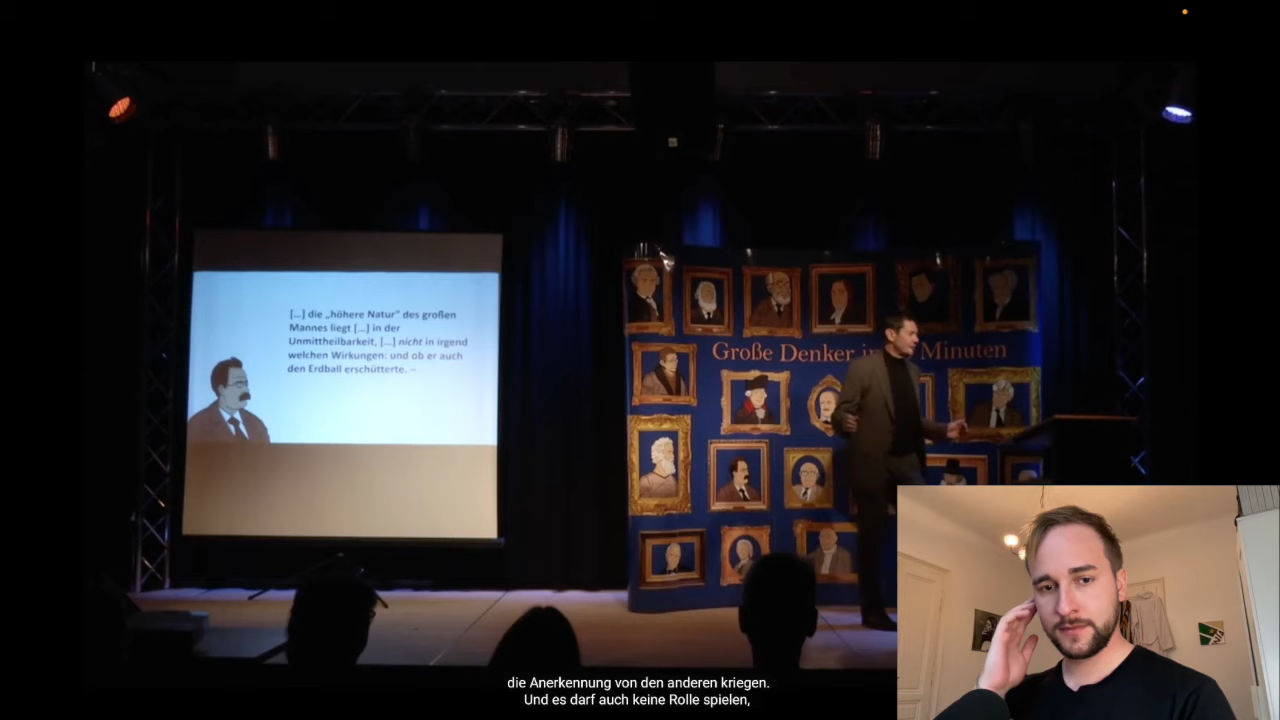 [...] die „höhere Natur" des großen
Mannes liegt [...] in der
Unmittheilbarkeit, [...] nicht in irgend
welchen Wirkungen: und ob er auch
den Erdball erschütterte. –
Große Denker in Minuten
die Anerkennung von den anderen kriegen.
Und es darf auch keine Rolle spielen,